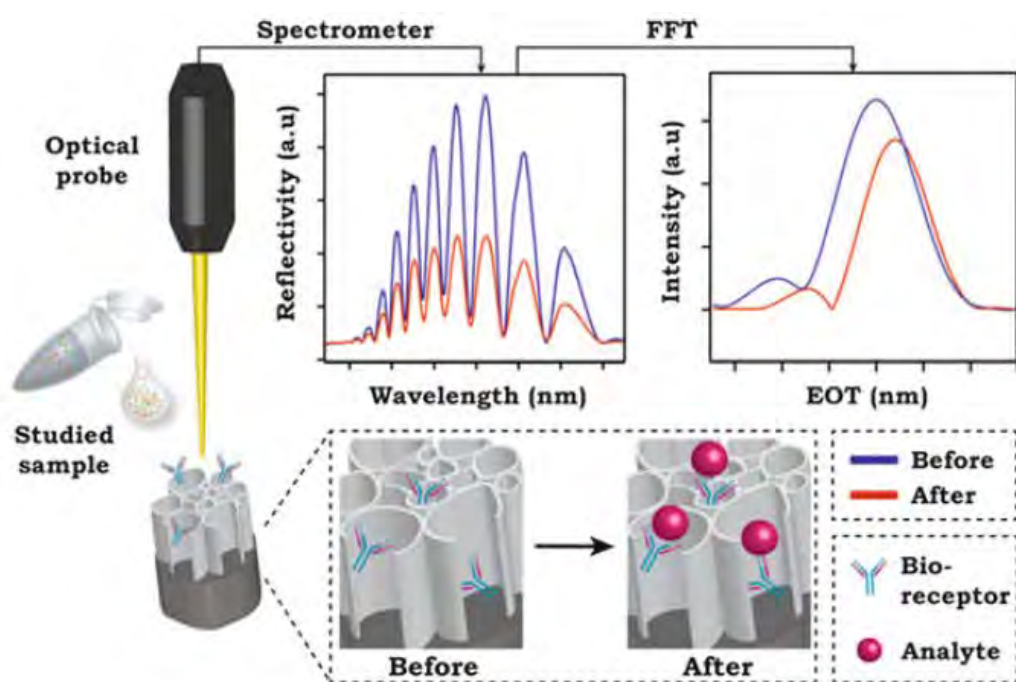 Spectrometer
FFT
Optical
probe
Reflectivity (a.u)
Wavelength (nm)
Intensity (a.u)
EOT (nm)
Studied
sample
Before
After
Before
After
Bio-
receptor
Analyte